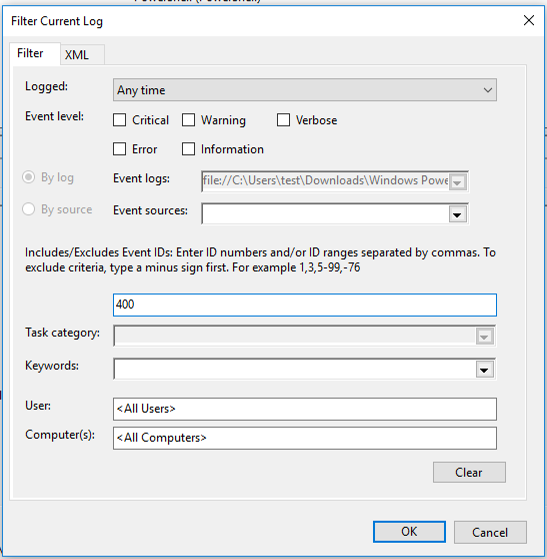 Filter Current Log
Filter XML
Logged: Any time
Event level: Critical Warning Verbose
Error Information
By log Event logs: file://C:\Users\test\Downloads\Windows Powe
By source Event sources:
Includes/Excludes Event IDs: Enter ID numbers and/or ID ranges separated by commas. To
exclude criteria, type a minus sign first. For example 1,3,5-99,-76
400
Task category:
Keywords:
User: <All Users>
Computer(s): <All Computers>
Clear
OK Cancel